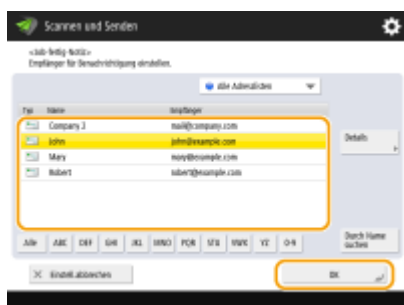 Scannen und Senden
<Job-fertig-Notiz>
Empfänger für Benachrichtigung einstellen.
Alle Adresslisten
Typ Name Empfänger
Company 2 mail@company.com
John john@example.com
Mary mary@example.com
Robert robert@example.com
Details
Alle ABC DEF GHI JKL MNO PQR STU VWX YZ 0-9
Durch Name suchen
Einstell.abbrechen
OK